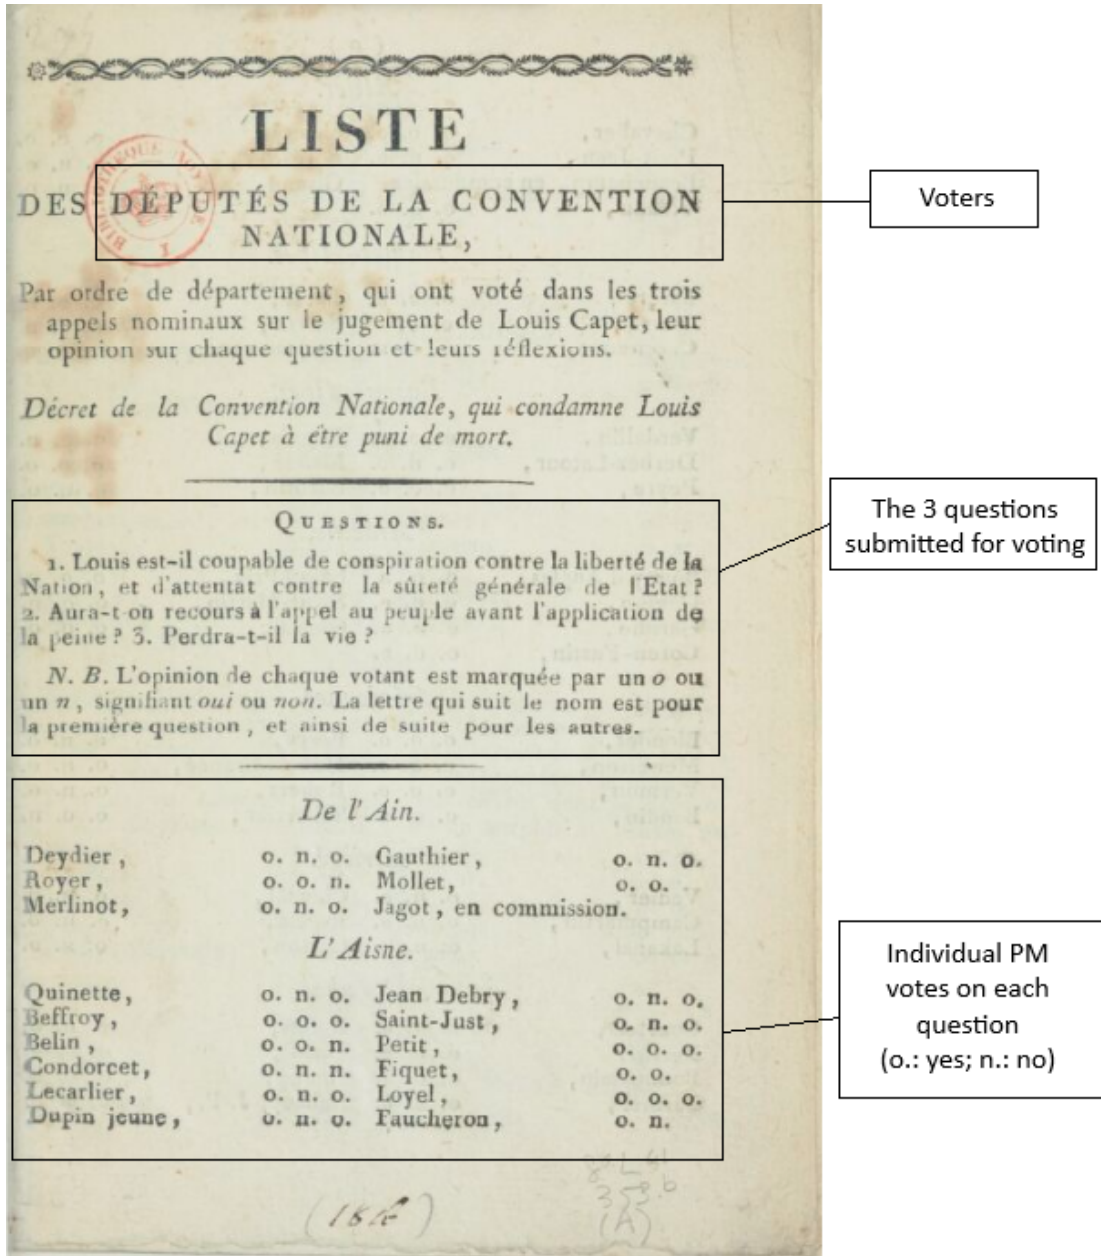 LISTE
DES DÉPUTÉS DE LA CONVENTION
NATIONALE,
Par ordre de département, qui ont voté dans les trois
appels nominaux sur le jugement de Louis Capet, leur
opinion sur chaque question et leurs réflexions.
Décret de la Convention Nationale, qui condamne Louis
Capet à être puni de mort.
QUESTIONS.
1. Louis est-il coupable de conspiration contre la liberté de la
Nation, et d'attentat contre la sûreté générale de l'Etat?
2. Aura-t-on recours à l'appel au peuple avant l'application de
la peine? 3. Perdra-t-il la vie?
N. B. L'opinion de chaque votant est marquée par un o ou
un n, signifiant oui ou non. La lettre qui suit le nom est pour
la première question, et ainsi de suite pour les autres.
De l'Ain.
Deydier, o. n. o. Gauthier, o. n. o.
Royer, o. o. n. Mollet, o. o.
Merlinot, o. n. o. Jagot, en commission.
L'Aisne.
Quinette, o. n. o. Jean Debry, o. n. o.
Beffroy, o. o. o. Saint-Just, o. n. o.
Belin, o. o. n. Petit, o. o. o.
Condorcet, o. n. n. Fiquet, o. o.
Lecarlier, o. n. o. Loyel, o. o. o.
Dupin jeune, o. n. o. Faucheron, o. n.
Voters
The 3 questions
submitted for voting
Individual PM
votes on each
question
(o.: yes; n.: no)